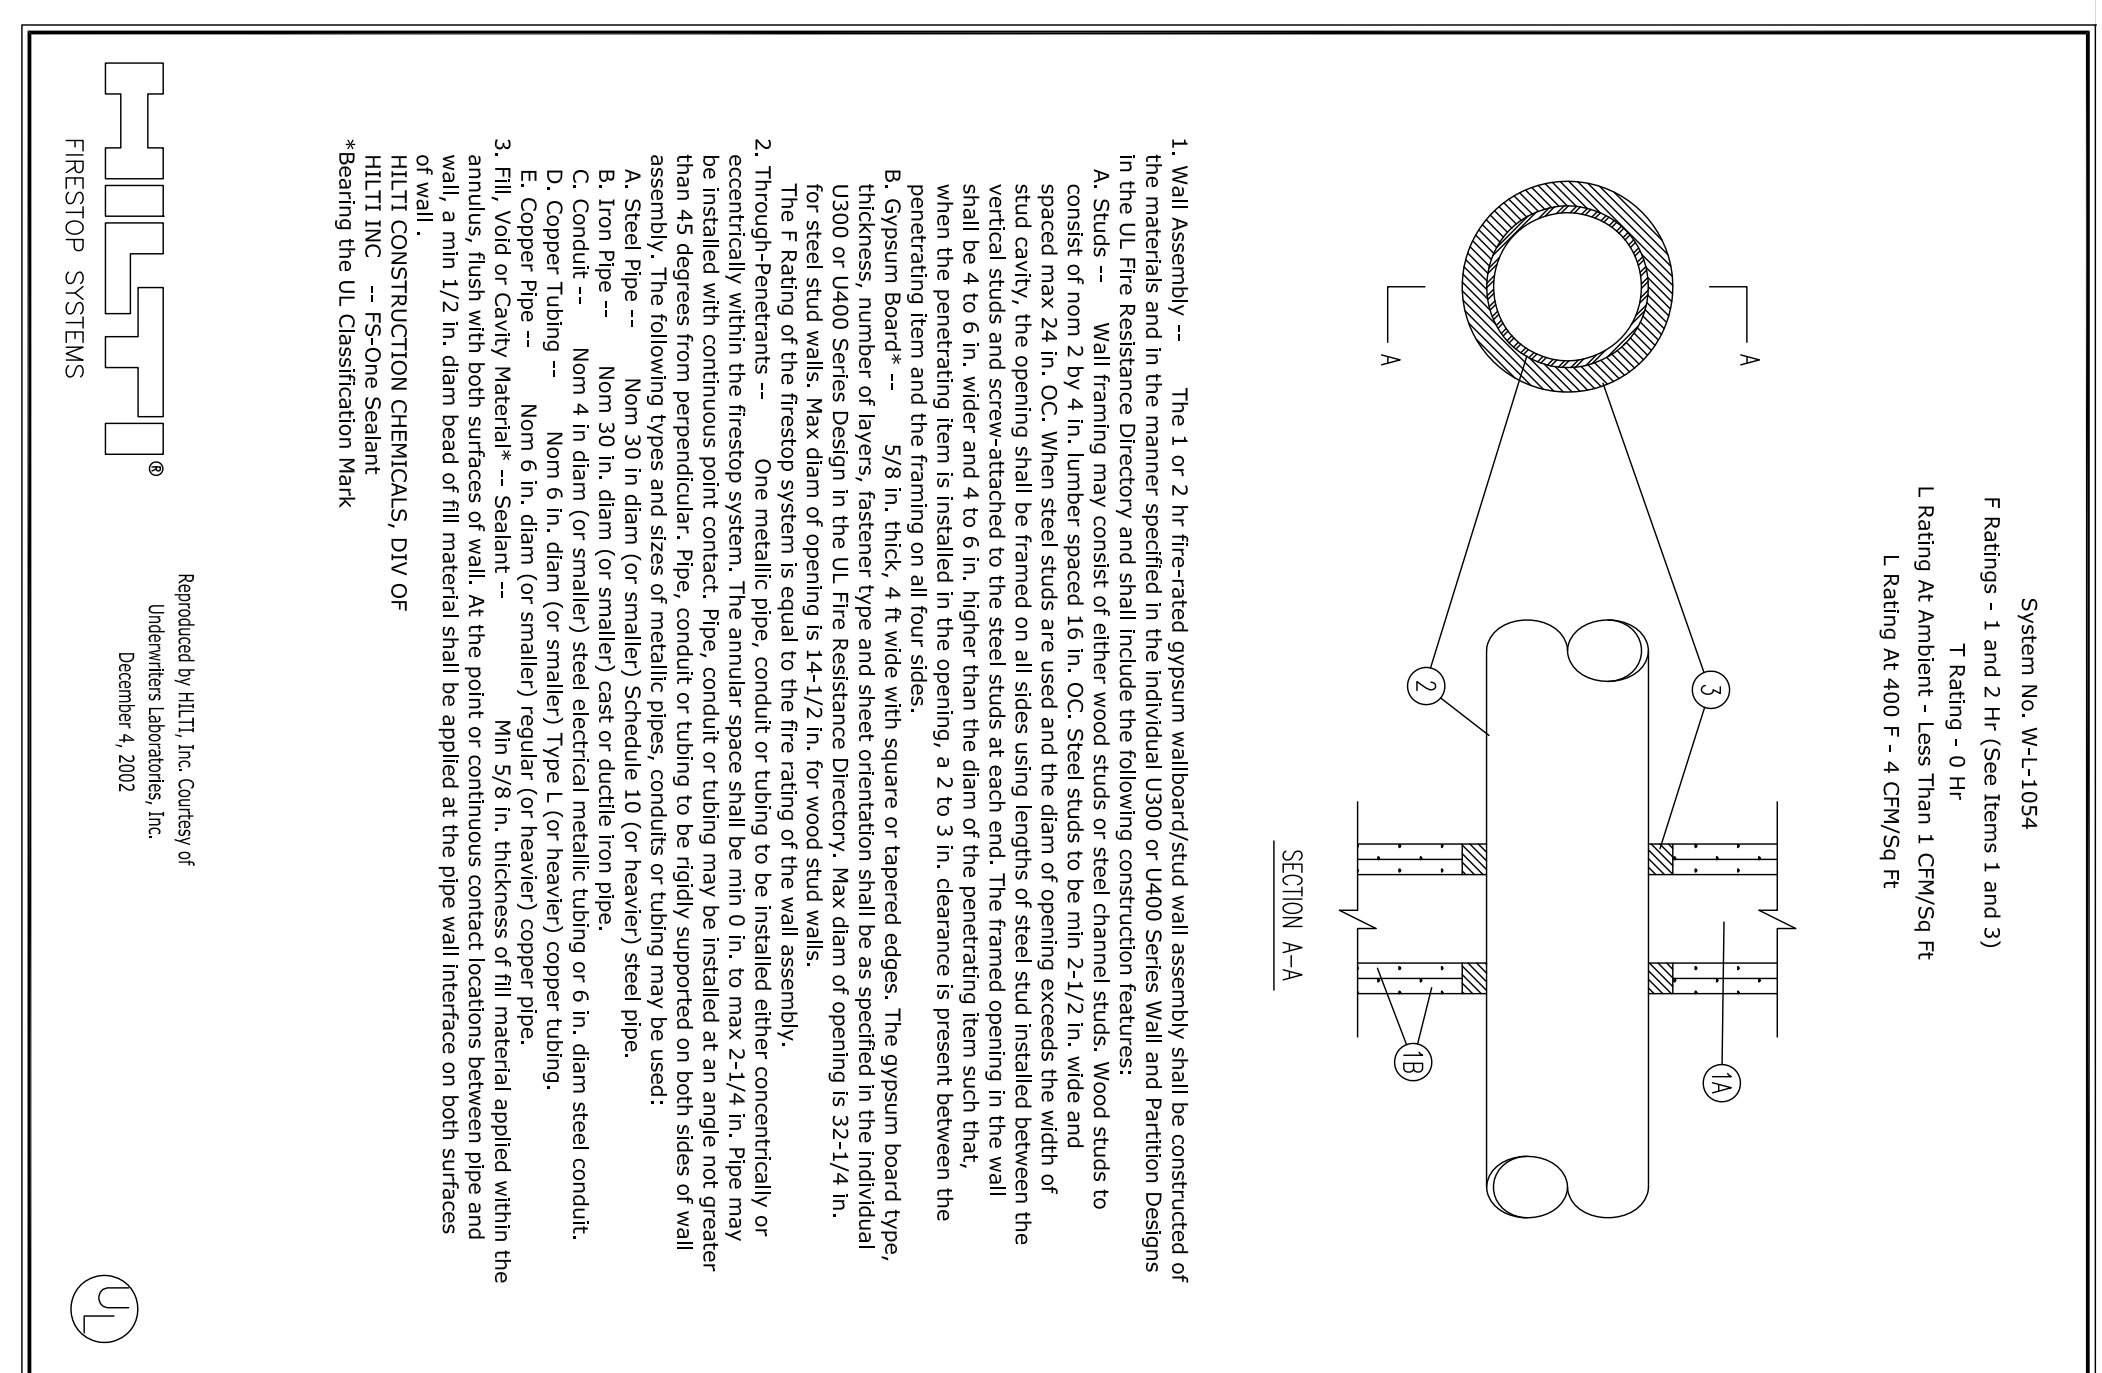 System No. W-L-1054
F Ratings - 1 and 2 Hr (See Items 1 and 3)
T Rating - 0 Hr
L Rating At Ambient - Less Than 1 CFM/Sq Ft
L Rating At 400 F - 4 CFM/Sq Ft
A
A
3
2
1A
1B
SECTION A-A
1. Wall Assembly -- The 1 or 2 hr fire-rated gypsum wallboard/stud wall assembly shall be constructed of
the materials and in the manner specified in the individual U300 or U400 Series Wall and Partition Designs
in the UL Fire Resistance Directory and shall include the following construction features:
A. Studs -- Wall framing may consist of either wood studs or steel channel studs. Wood studs to
consist of nom 2 by 4 in. lumber spaced 16 in. OC. Steel studs to be min 2-1/2 in. wide and
spaced max 24 in. OC. When steel studs are used and the diam of opening exceeds the width of
stud cavity, the opening shall be framed on all sides using lengths of steel stud installed between the
vertical studs and screw-attached to the steel studs at each end. The framed opening in the wall
shall be 4 to 6 in. wider and 4 to 6 in. higher than the diam of the penetrating item such that,
when the penetrating item is installed in the opening, a 2 to 3 in. clearance is present between the
penetrating item and the framing on all four sides.
B. Gypsum Board* -- 5/8 in. thick, 4 ft wide with square or tapered edges. The gypsum board type,
thickness, number of layers, fastener type and sheet orientation shall be as specified in the individual
U300 or U400 Series Design in the UL Fire Resistance Directory. Max diam of opening is 32-1/4 in.
for steel stud walls. Max diam of opening is 14-1/2 in. for wood stud walls.
The F Rating of the firestop system is equal to the fire rating of the wall assembly.
2. Through-Penetrants -- One metallic pipe, conduit or tubing to be installed either concentrically or
eccentrically within the firestop system. The annular space shall be min 0 in. to max 2-1/4 in. Pipe may
be installed with continuous point contact. Pipe, conduit or tubing may be installed at an angle not greater
than 45 degrees from perpendicular. Pipe, conduit or tubing to be rigidly supported on both sides of wall
assembly. The following types and sizes of metallic pipes, conduits or tubing may be used:
A. Steel Pipe -- Nom 30 in diam (or smaller) Schedule 10 (or heavier) steel pipe.
B. Iron Pipe -- Nom 30 in. diam (or smaller) cast or ductile iron pipe.
C. Conduit -- Nom 4 in diam (or smaller) steel electrical metallic tubing or 6 in. diam steel conduit.
D. Copper Tubing -- Nom 6 in. diam (or smaller) Type L (or heavier) copper tubing.
E. Copper Pipe -- Nom 6 in. diam (or smaller) regular (or heavier) copper pipe.
3. Fill, Void or Cavity Material* -- Sealant -- Min 5/8 in. thickness of fill material applied within the
annulus, flush with both surfaces of wall. At the point or continuous contact locations between pipe and
wall, a min 1/2 in. diam bead of fill material shall be applied at the pipe wall interface on both surfaces
of wall .
HILTI CONSTRUCTION CHEMICALS, DIV OF
HILTI INC -- FS-One Sealant
*Bearing the UL Classification Mark
HILTI®
FIRESTOP SYSTEMS
Reproduced by HILTI, Inc. Courtesy of
Underwriters Laboratories, Inc.
December 4, 2002
UL